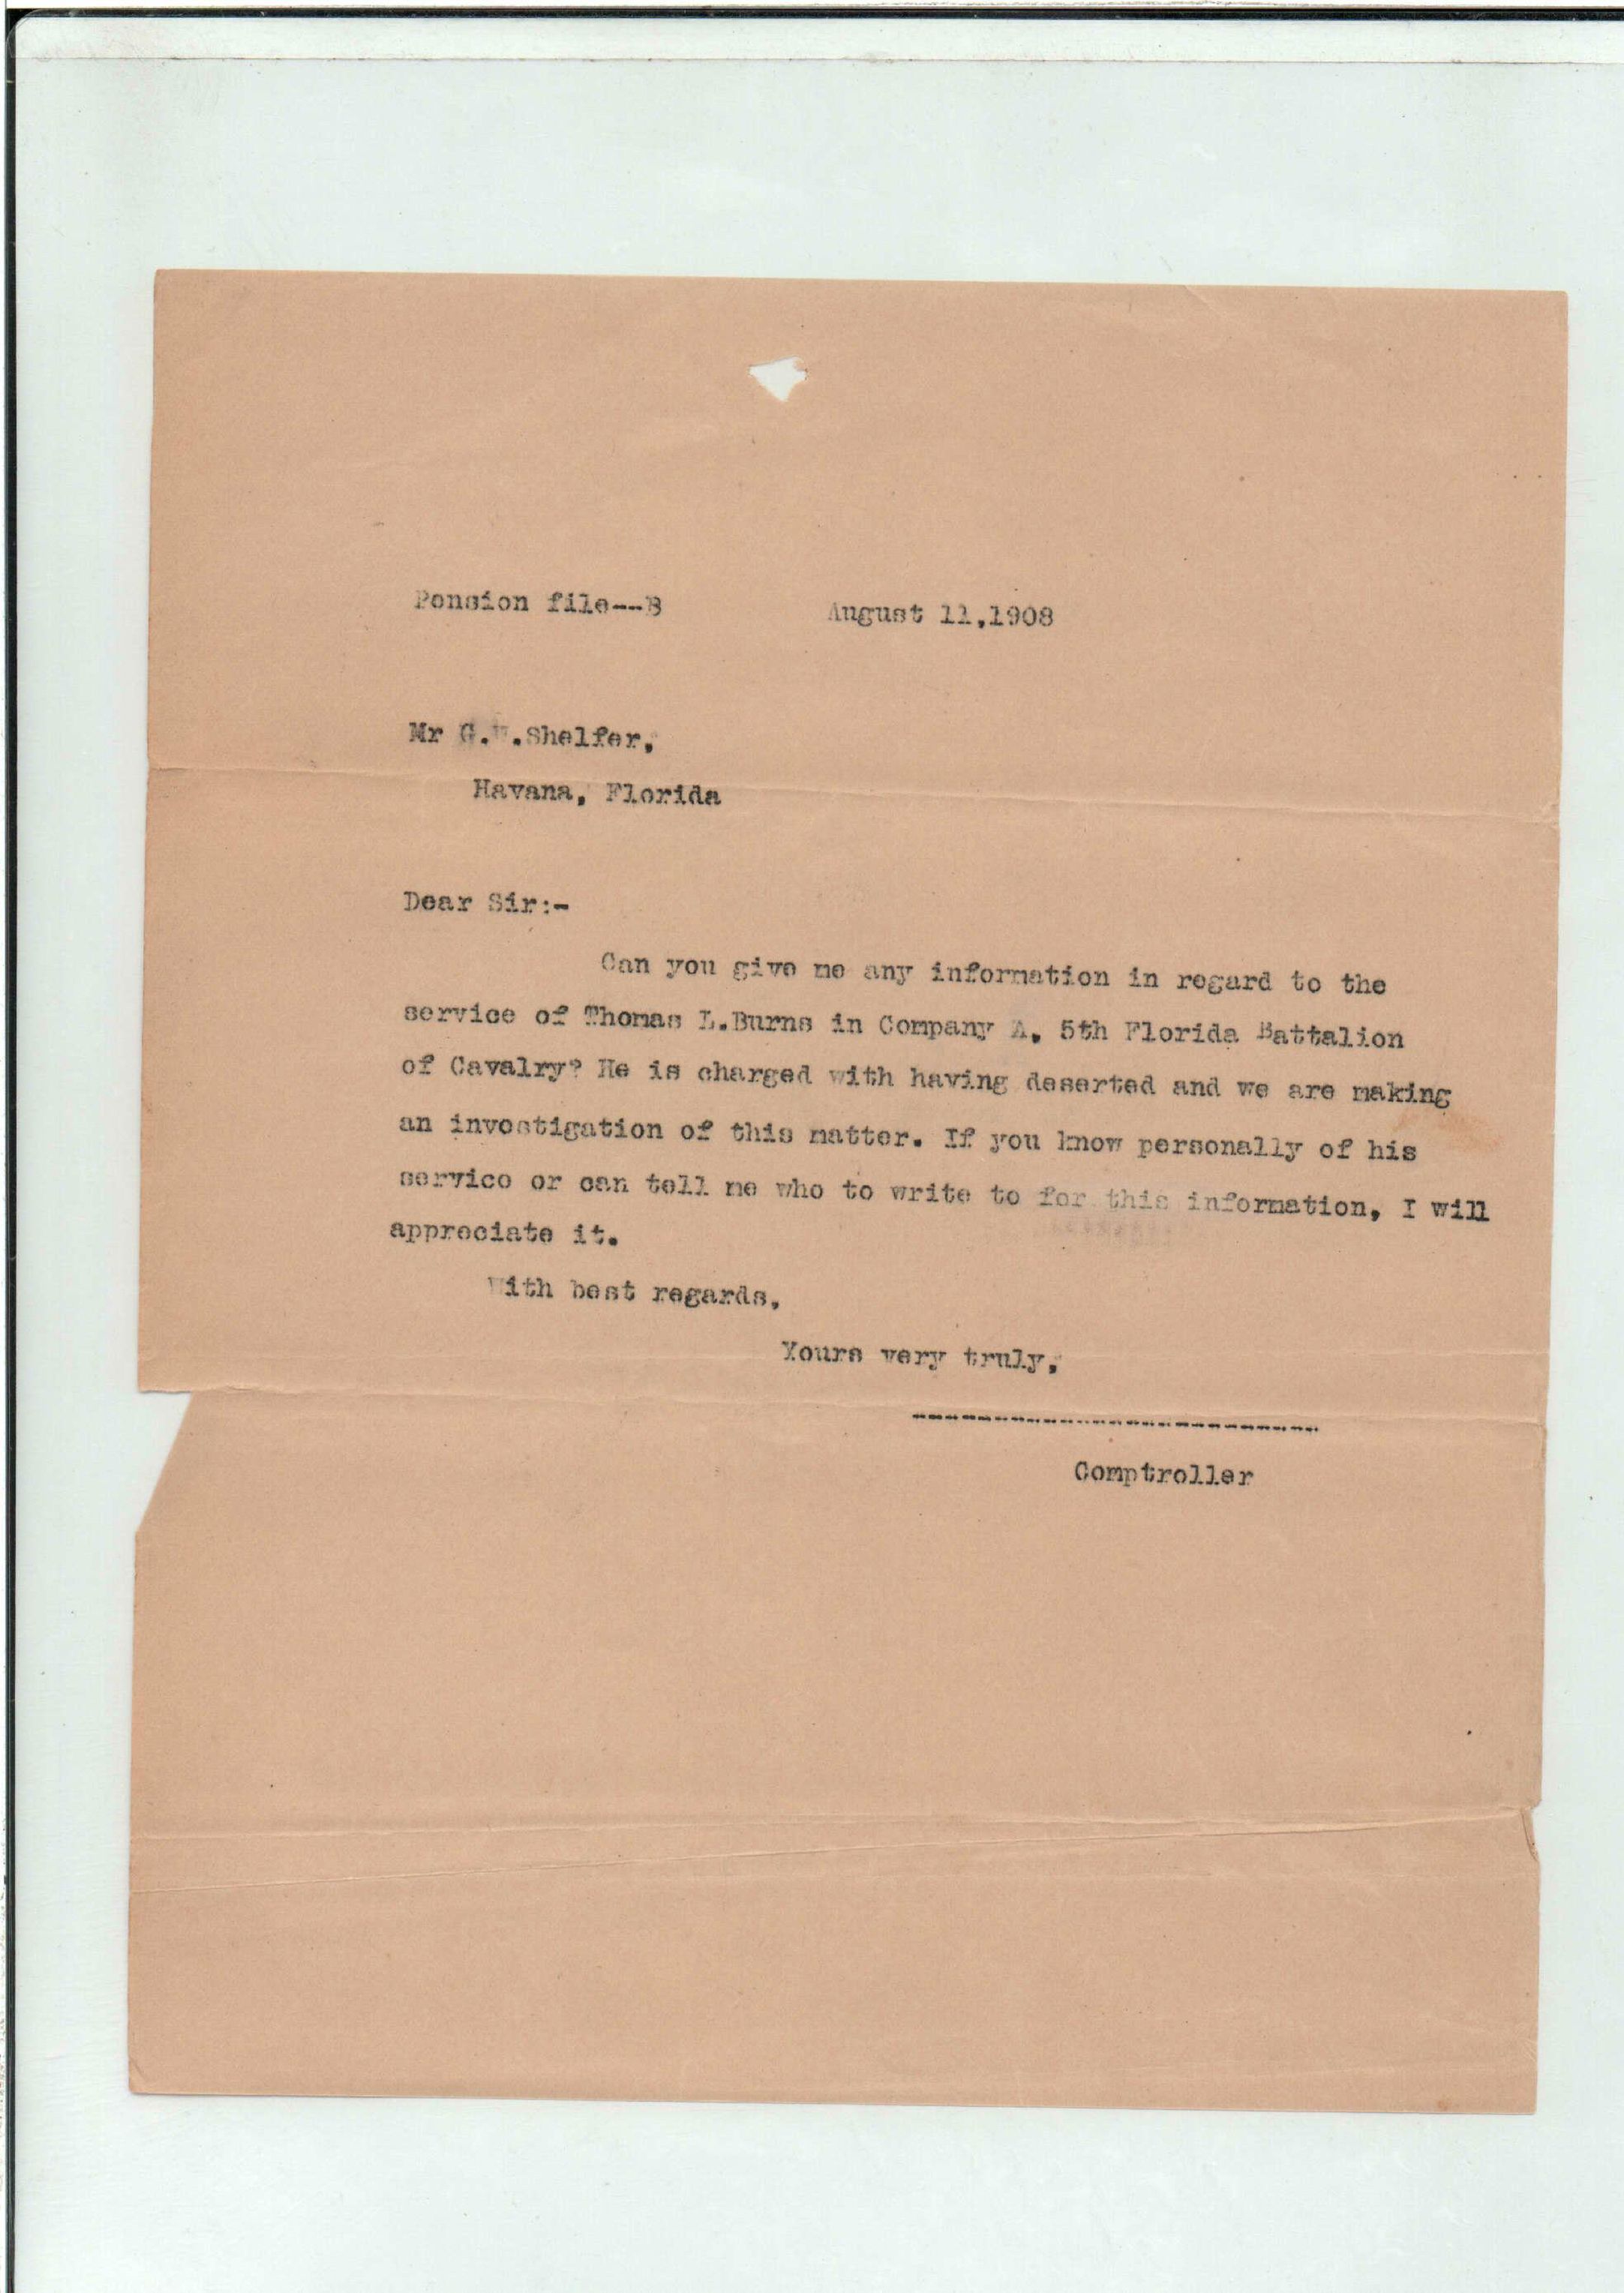 Pension file--B August 11,1908
Mr G.W.Shelfer,
Havana, Florida
Dear Sir:-
Can you give me any information in regard to the
service of Thomas L.Burns in Company A, 5th Florida Battalion
of Cavalry? He is charged with having deserted and we are making
an investigation of this matter. If you know personally of his
service or can tell me who to write to for this information, I will
appreciate it.
With best regards,
Yours very truly,
-------------------------
Comptroller